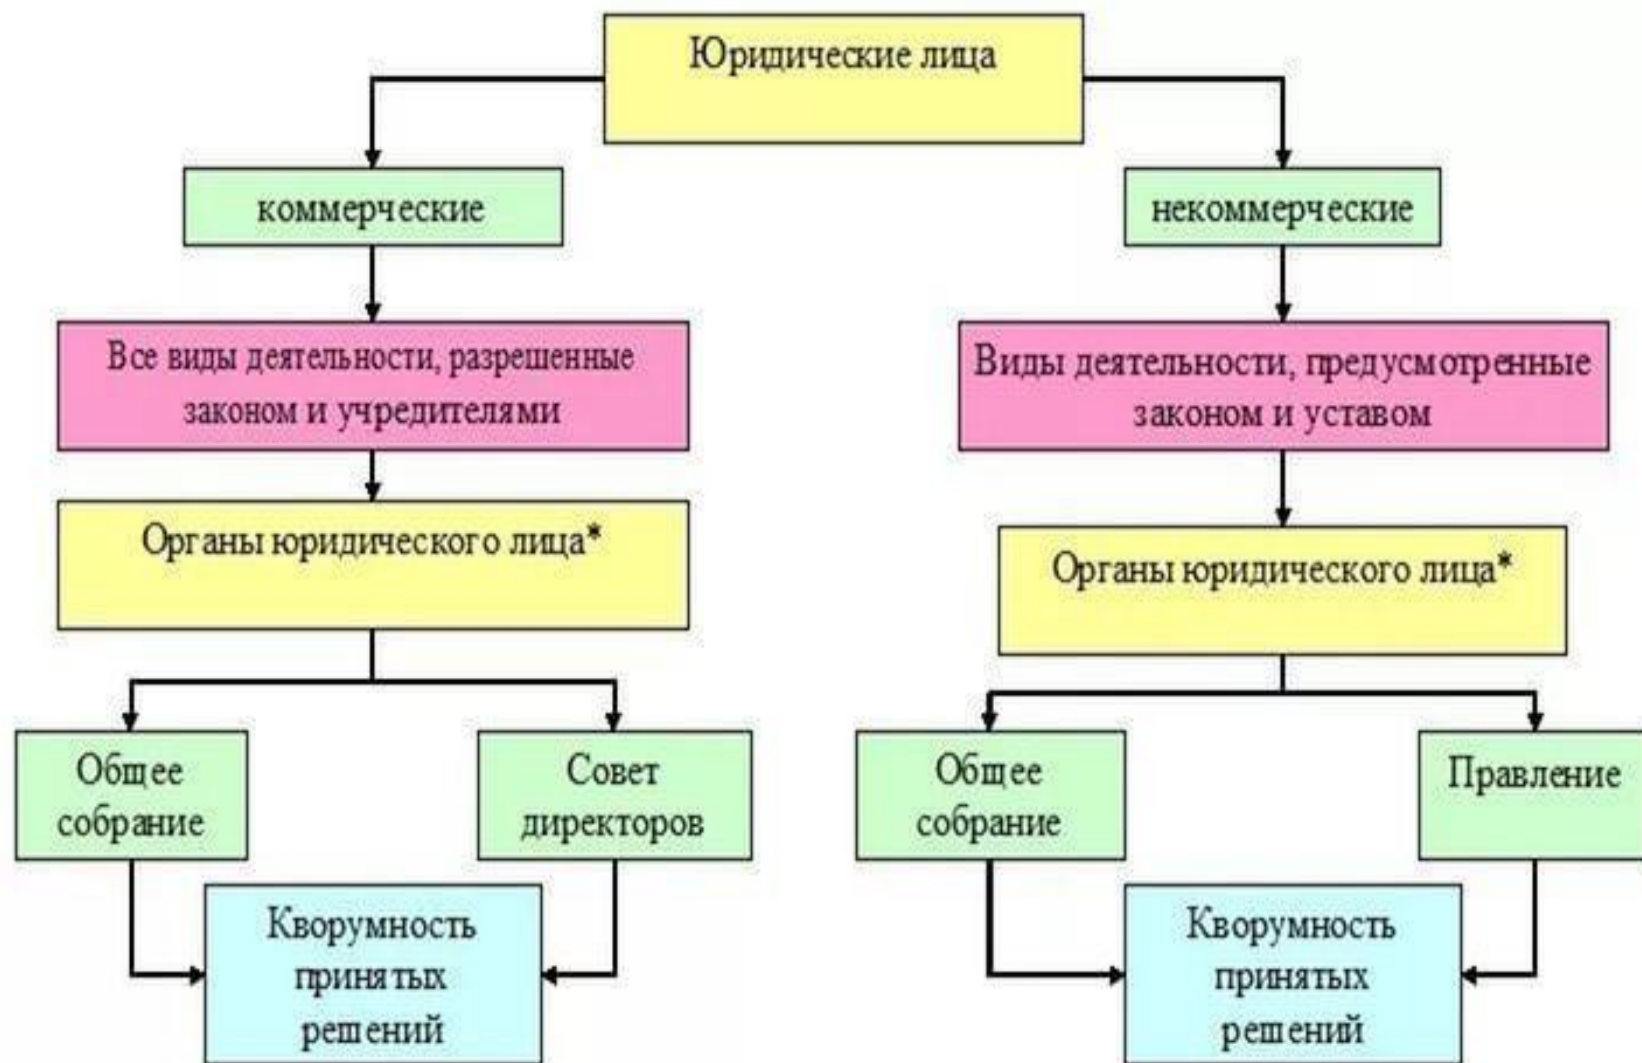 Юридические лица
коммерческие
некоммерческие
Все виды деятельности, разрешенные
законом и учредителями
Виды деятельности, предусмотренные
законом и уставом
Органы юридического лица*
Органы юридического лица*
Общее
собрание
Совет
директоров
Общее
собрание
Правление
Кворумность
принятых
решений
Кворумность
принятых
решений